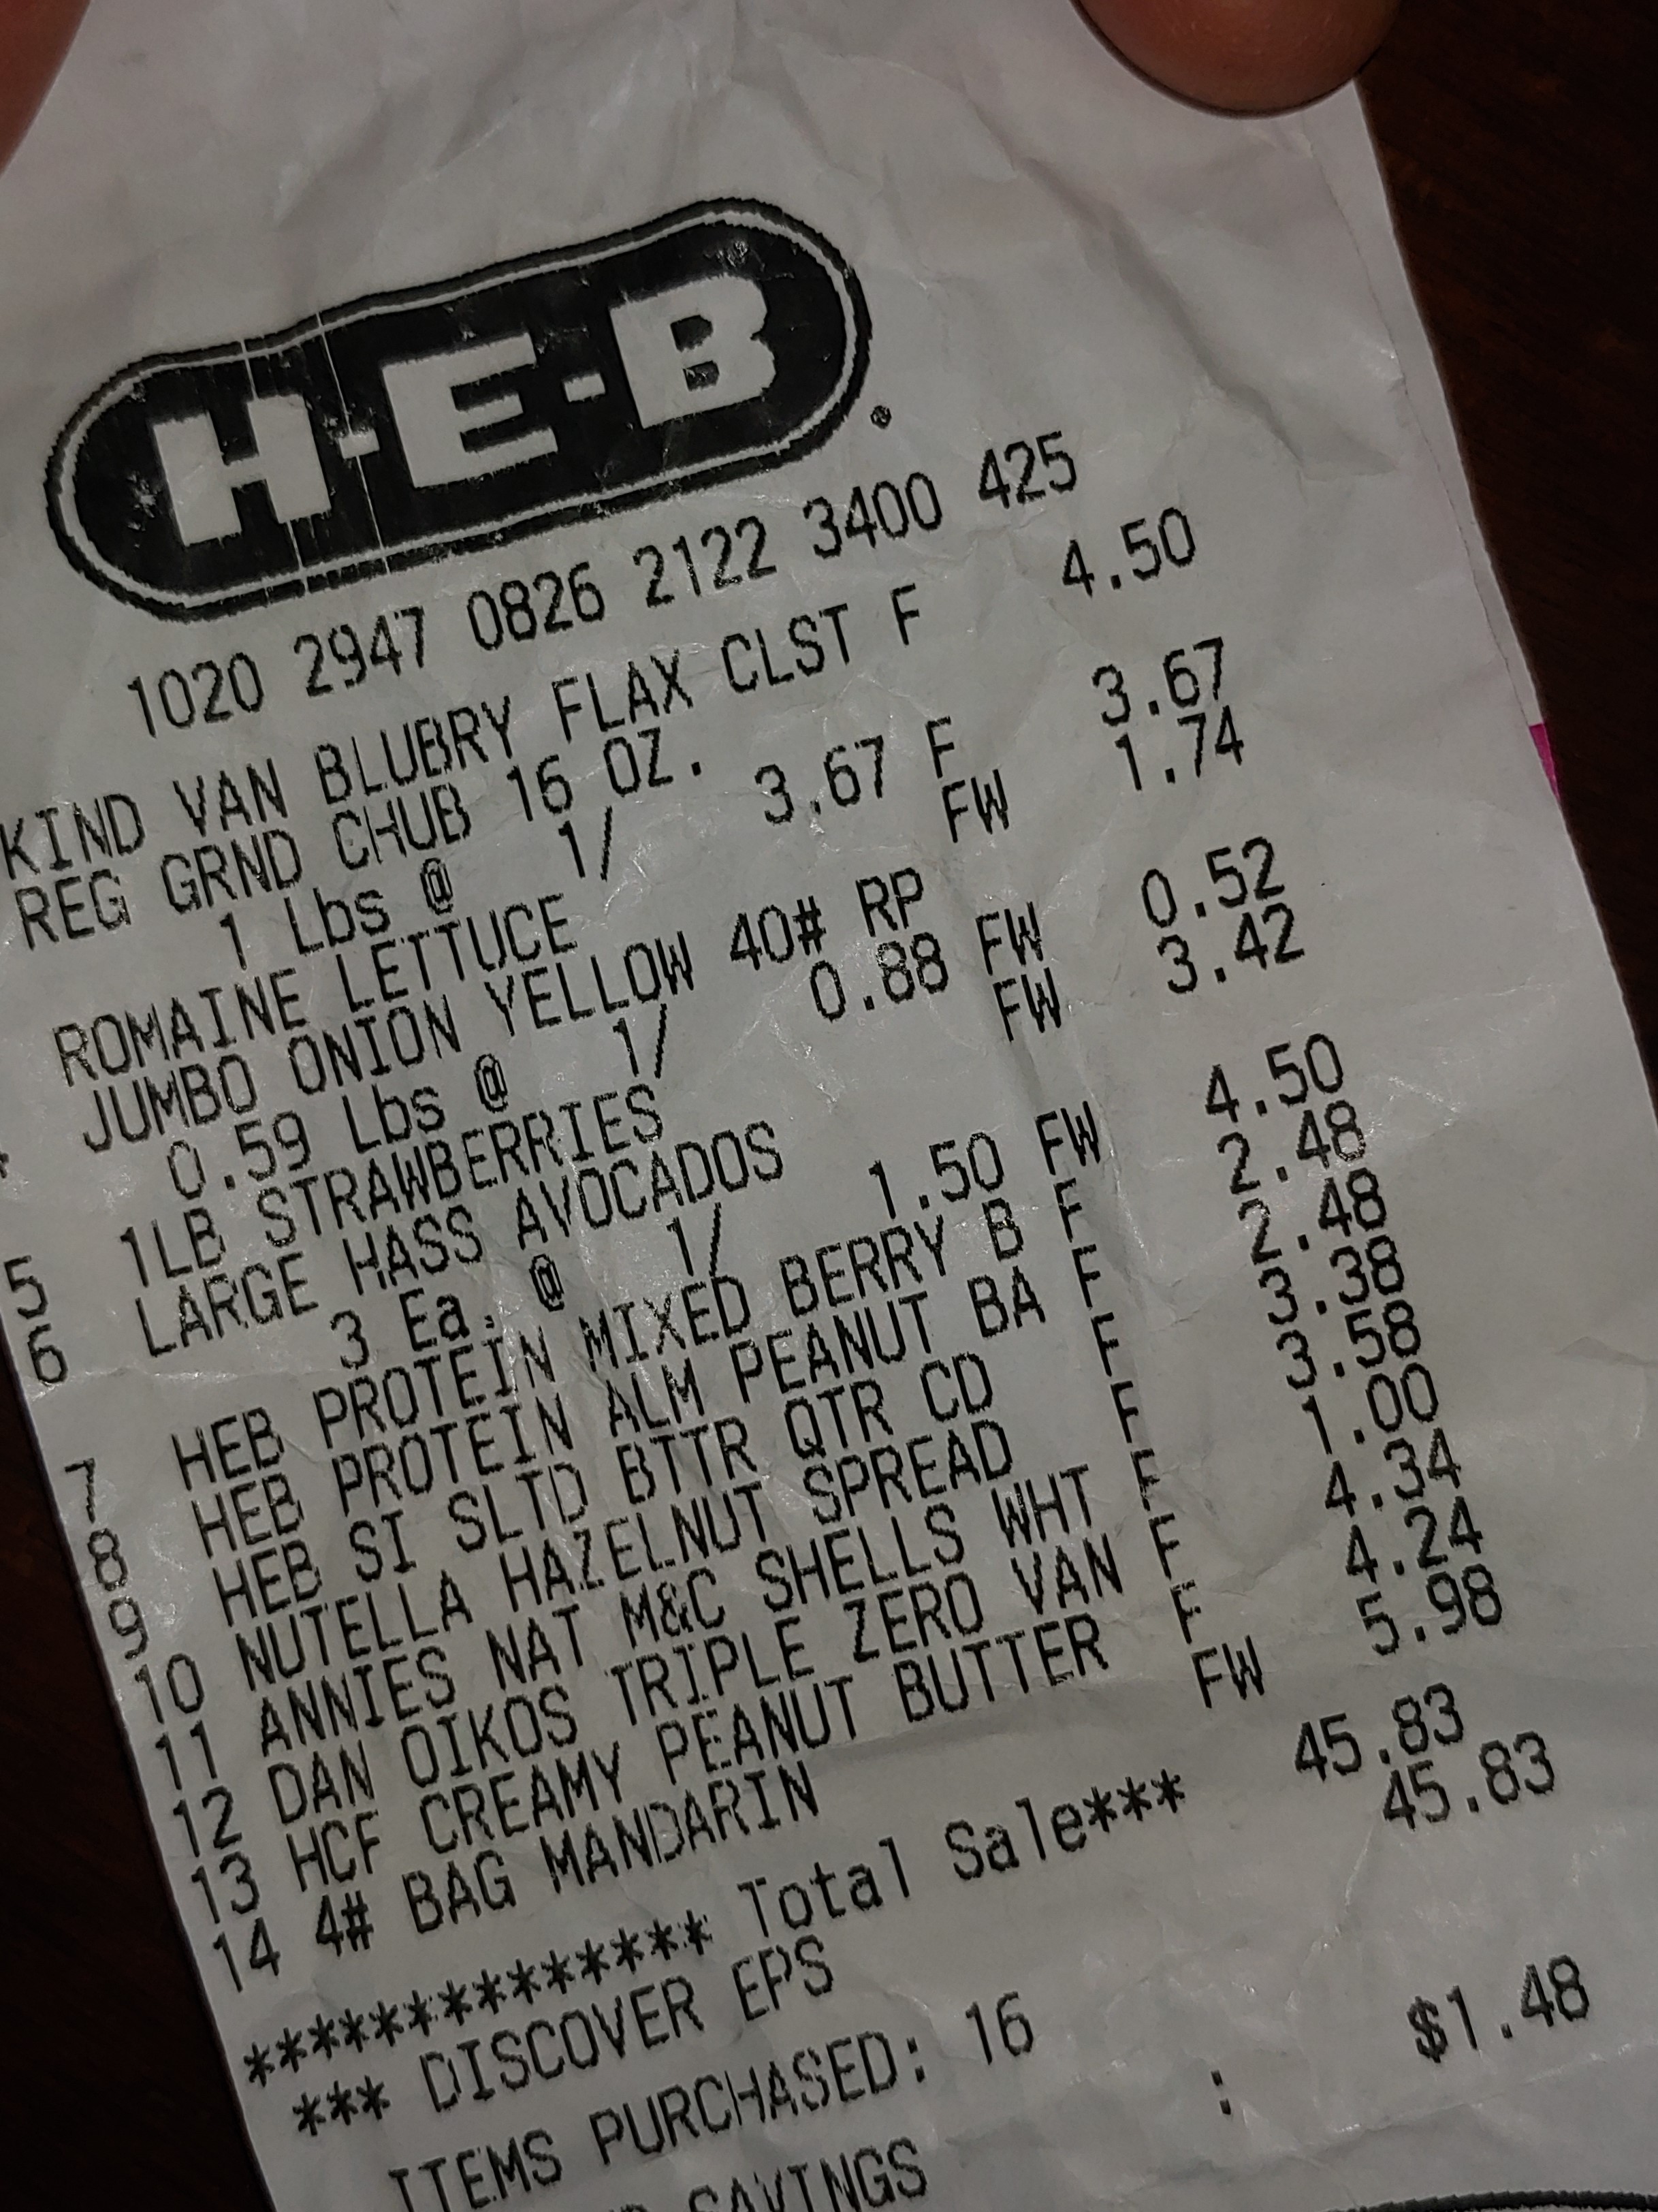 H-E-B
1020 2947 0826 2122 3400 425
KIND VAN BLUBRY FLAX CLST F 4.50
REG GRND CHUB 16 OZ.
1 Lbs @ 1/ 3.67 F 3.67
ROMAINE LETTUCE FW 1.74
JUMBO ONION YELLOW 40# RP
0.59 Lbs @ 1/ 0.88 FW 0.52
5 1LB STRAWBERRIES FW 3.42
6 LARGE HASS AVOCADOS
3 Ea. @ 1/ 1.50 FW 4.50
7 HEB PROTEIN MIXED BERRY B F 2.48
8 HEB PROTEIN ALM PEANUT BA F 2.48
9 HEB SI SLTD BTTR QTR CD F 3.38
10 NUTELLA HAZELNUT SPREAD F 3.58
11 ANNIES NAT M&C SHELLS WHT F 1.00
12 DAN OIKOS TRIPLE ZERO VAN F 4.34
13 HCF CREAMY PEANUT BUTTER F 4.24
14 4# BAG MANDARIN FW 5.98
************* Total Sale*** 45.83
*** DISCOVER EPS 45.83
ITEMS PURCHASED: 16
SAVINGS : $1.48